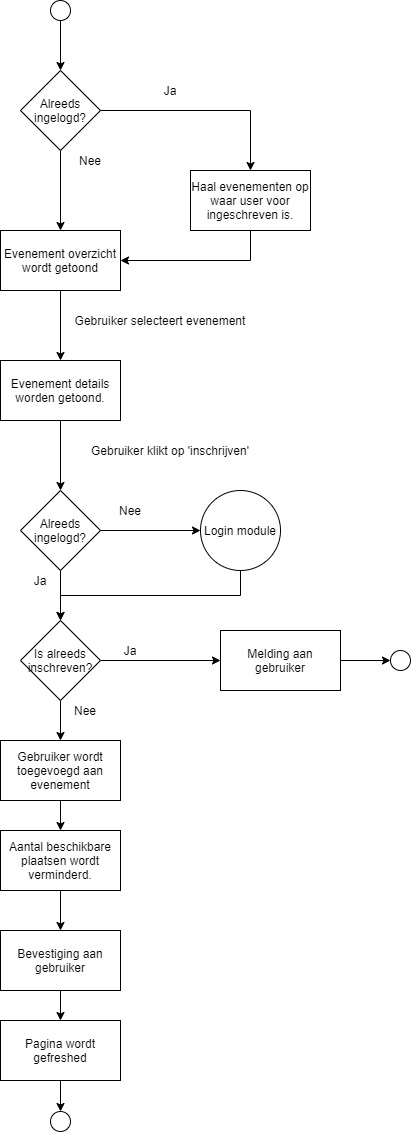 Alreeds
ingelogd?
Ja
Nee
Haal evenementen op
waar user voor
ingeschreven is.
Evenement overzicht
wordt getoond
Gebruiker selecteert evenement
Evenement details
worden getoond.
Gebruiker klikt op 'inschrijven'
Alreeds
ingelogd?
Nee
Login module
Ja
Is alreeds
inschreven?
Ja
Melding aan
gebruiker
Nee
Gebruiker wordt
toegevoegd aan
evenement
Aantal beschikbare
plaatsen wordt
verminderd.
Bevestiging aan
gebruiker
Pagina wordt
gefreshed